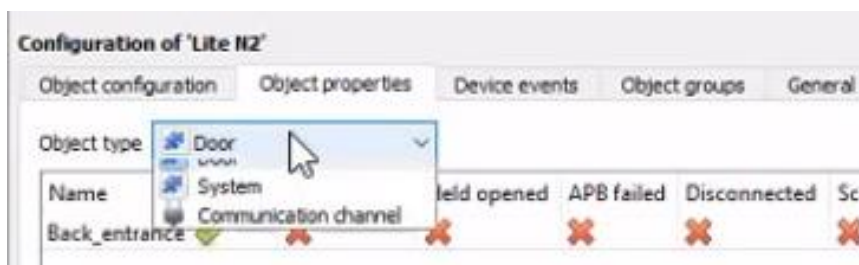 Configuration of 'Lite N2'
Object configuration Object properties Device events Object groups General
Object type Door
System
Communication channel
Name opened APB failed Disconnected
Back_entrance